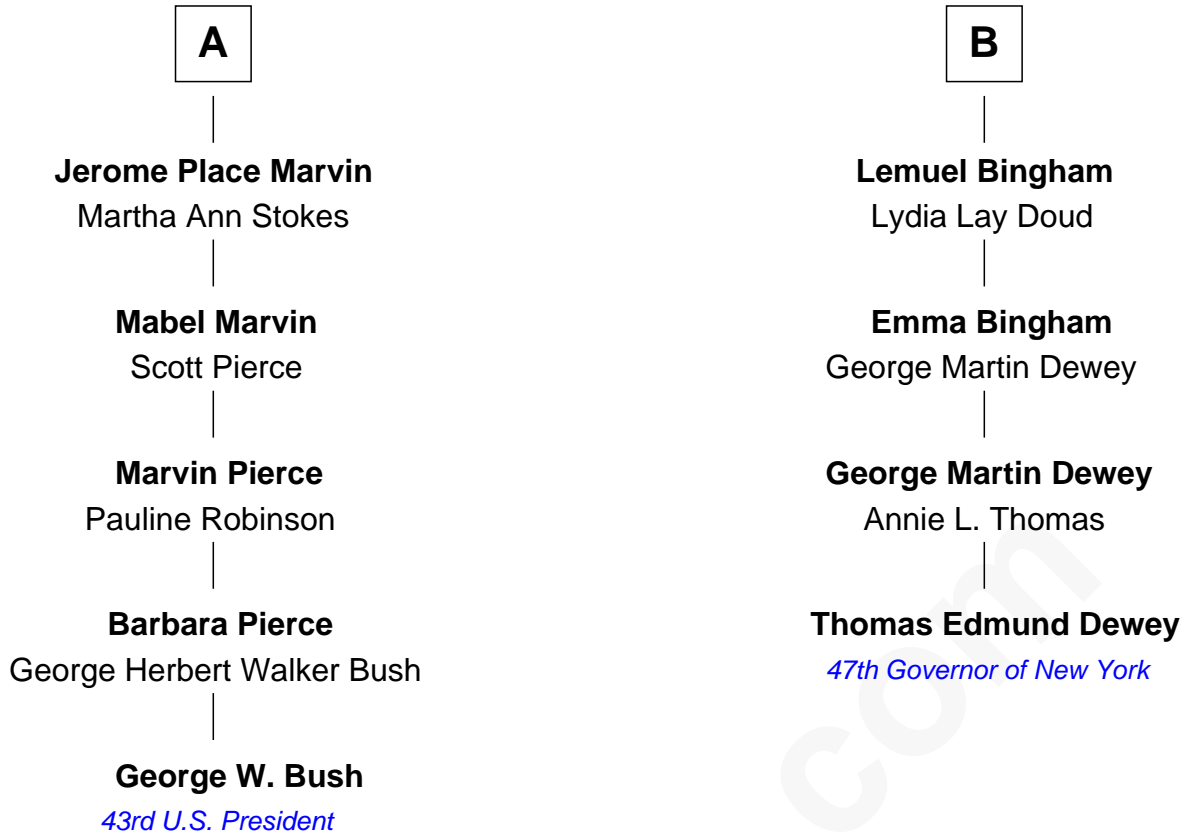 A
Jerome Place Marvin
Martha Ann Stokes
Mabel Marvin
Scott Pierce
Marvin Pierce
Pauline Robinson
Barbara Pierce
George Herbert Walker Bush
George W. Bush
43rd U.S. President
B
Lemuel Bingham
Lydia Lay Doud
Emma Bingham
George Martin Dewey
George Martin Dewey
Annie L. Thomas
Thomas Edmund Dewey
47th Governor of New York
com